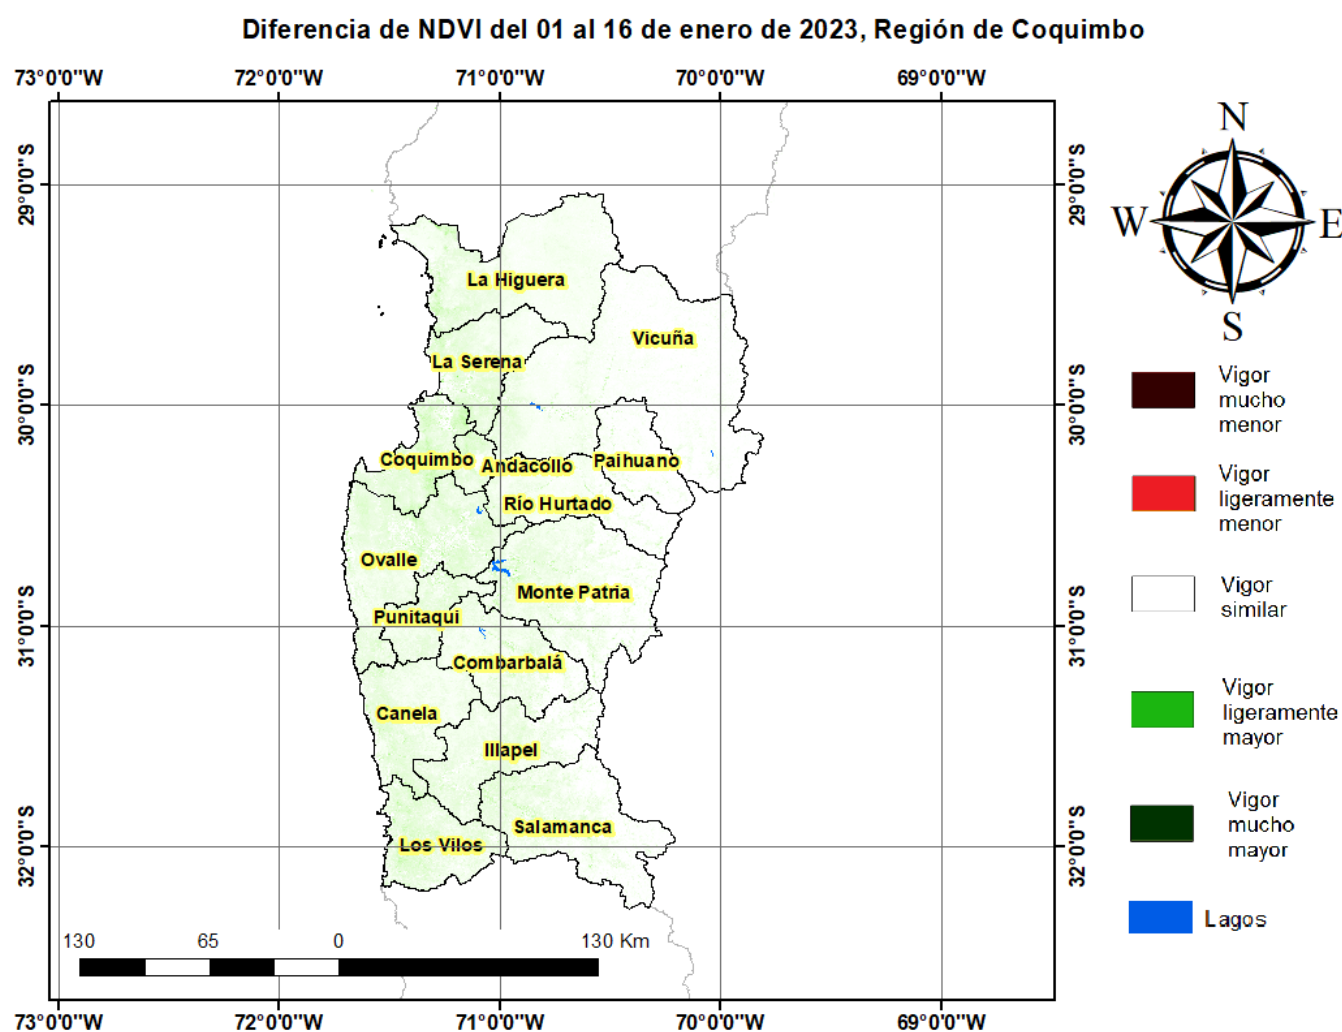 Diferencia de NDVI del 01 al 16 de enero de 2023, Región de Coquimbo
73°0'0"W 72°0'0"W 71°0'0"W 70°0'0"W 69°0'0"W
29°0'0"S
30°0'0"S
31°0'0"S
32°0'0"S
La Higuera
Vicuña
La Serena
Coquimbo
Andacollo
Paihuano
Río Hurtado
Ovalle
Monte Patria
Punitaqui
Combarbalá
Canela
Illapel
Salamanca
Los Vilos
130 65 0 130 Km
29°0'0"S
30°0'0"S
31°0'0"S
32°0'0"S
73°0'0"W 72°0'0"W 71°0'0"W 70°0'0"W 69°0'0"W
N
W E
S
Vigor
mucho
menor
Vigor
ligeramente
menor
Vigor
similar
Vigor
ligeramente
mayor
Vigor
mucho
mayor
Lagos